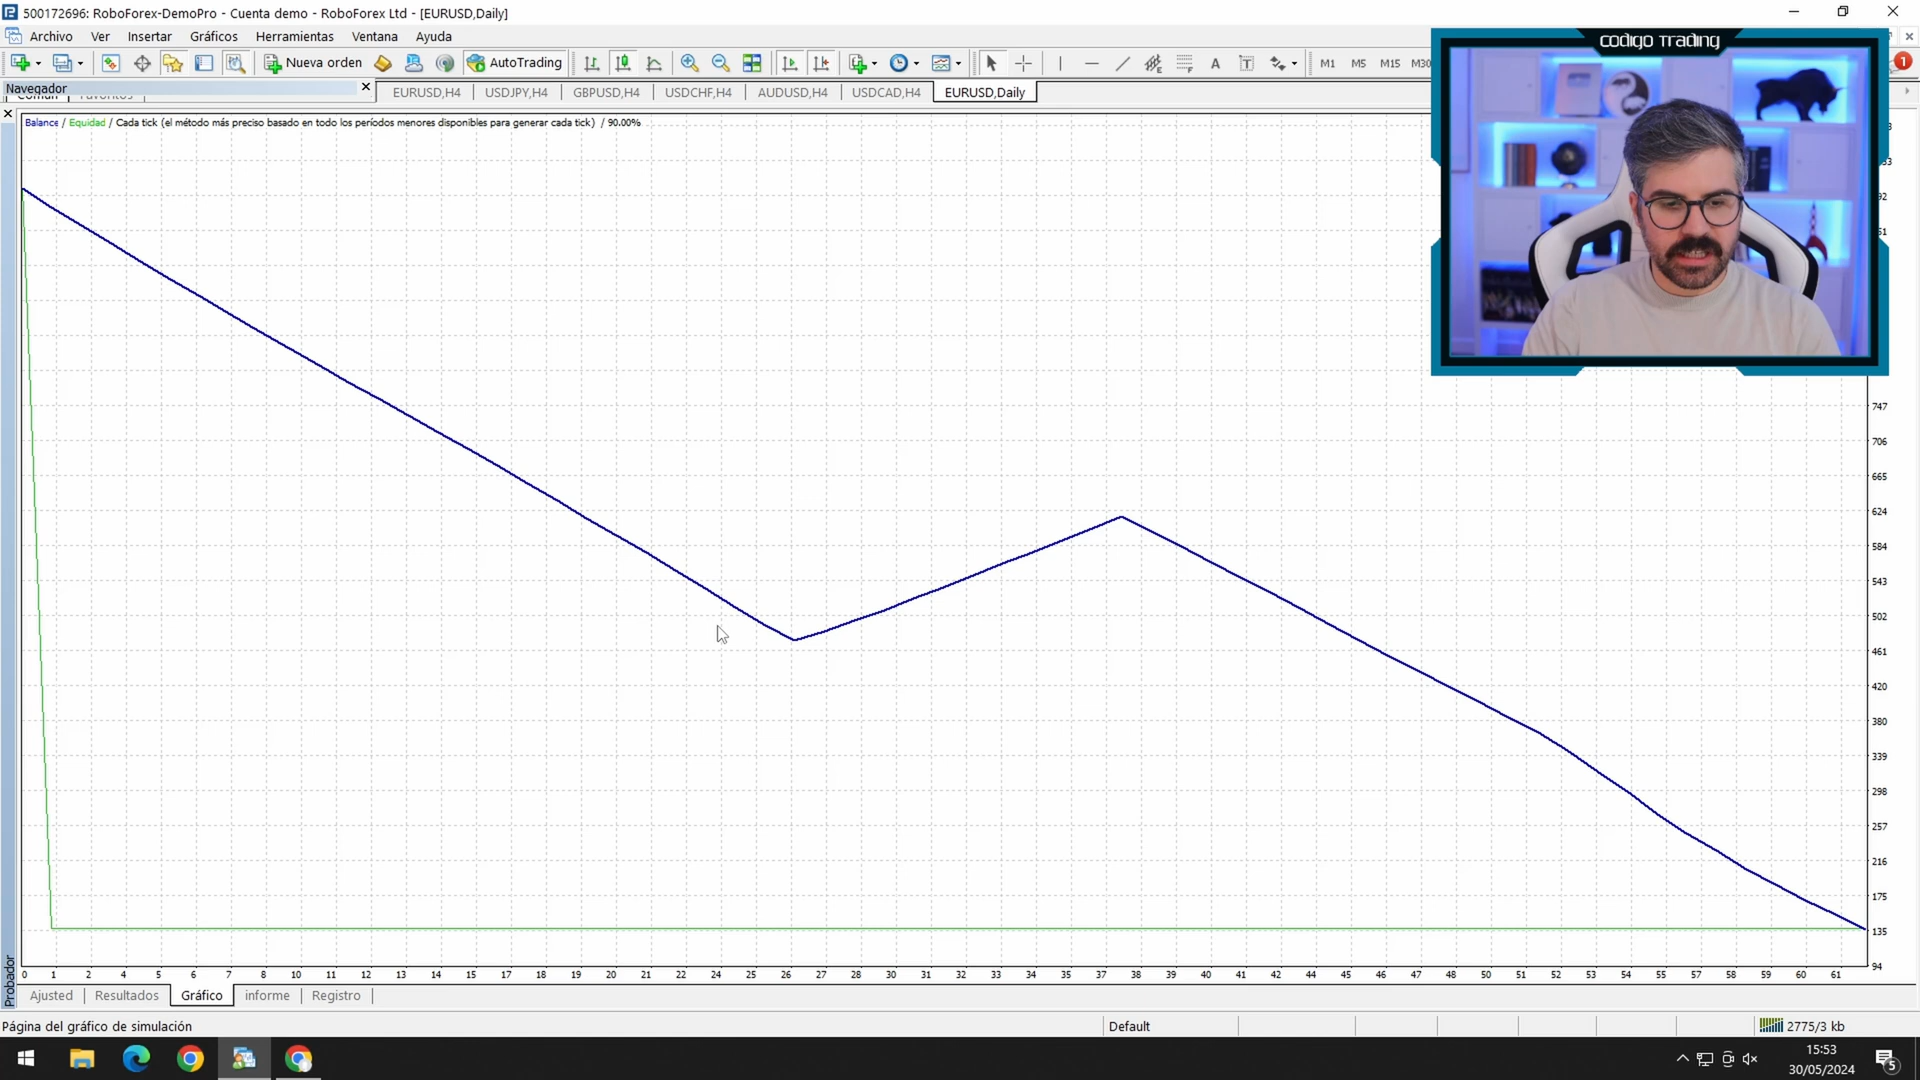 500172696: RoboForex-DemoPro - Cuenta demo - RoboForex Ltd - [EURUSD,Daily]
Archivo Ver Insertar Gráficos Herramientas Ventana Ayuda
codigo Trading
Nueva orden AutoTrading A T M1 M5 M15 M30 1
Navegador
EURUSD,H4 USDJPY,H4 GBPUSD,H4 USDCHF,H4 AUDUSD,H4 USDCAD,H4 EURUSD,Daily
Balance / Equidad / Cada tick (el método más preciso basado en todo los períodos menores disponibles para generar cada tick) / 90.00%
747
706
665
624
584
543
502
461
420
380
339
298
257
216
175
135
94
0 1 2 4 5 6 7 8 10 11 12 13 14 15 17 18 19 20 21 22 24 25 26 27 28 30 31 32 34 35 37 38 39 40 41 42 44 45 46 47 48 50 51 52 54 55 57 58 59 60 61
Probador
Ajusted Resultados Gráfico informe Registro
Página del gráfico de simulación Default 2775/3 kb
15:53
30/05/2024
5